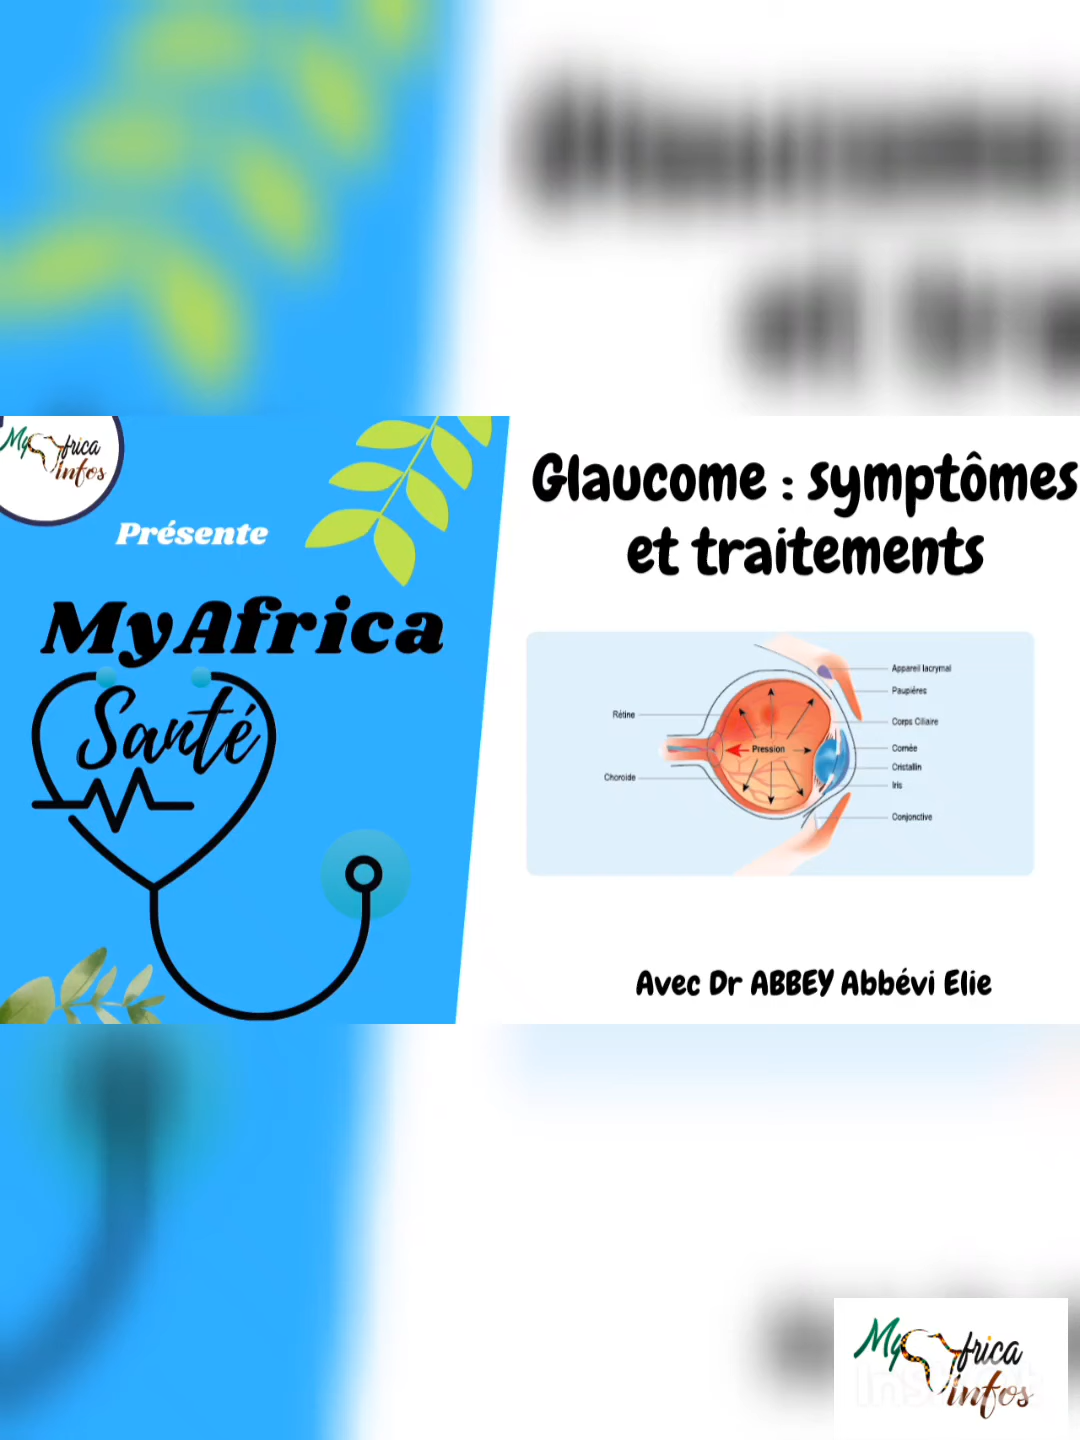 MyAfrica
infos
Présente
MyAfrica
Santé
Glaucome : symptômes
et traitements
Rétine
Choroide
Pression
Appareil lacrymal
Paupières
Corps Ciliaire
Cornée
Cristallin
Iris
Conjonctive
Avec Dr ABBEY Abbévi Elie
MyAfrica
infos